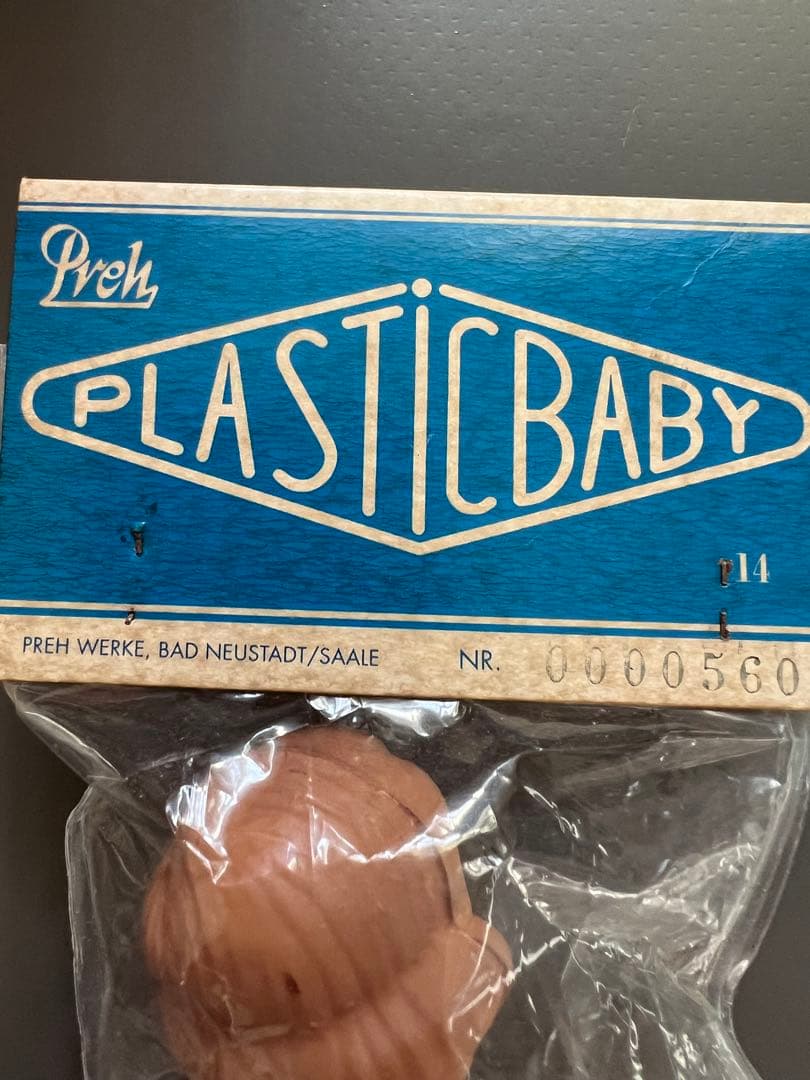 Preh
PLASTiCBABY
14
PREH WERKE, BAD NEUSTADT/SAALE NR. 0000560